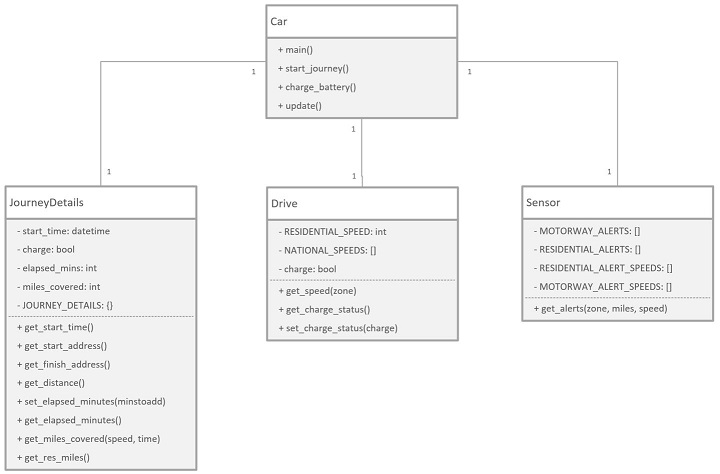 Car
+ main()
+ start_journey()
+ charge_battery()
+ update()
1
1
1
1
1
1
JourneyDetails
- start_time: datetime
- charge: bool
- elapsed_mins: int
- miles_covered: int
- JOURNEY_DETAILS: {}
+ get_start_time()
+ get_start_address()
+ get_finish_address()
+ get_distance()
+ set_elapsed_minutes(minstoadd)
+ get_elapsed_minutes()
+ get_miles_covered(speed, time)
+ get_res_miles()
Drive
- RESIDENTIAL_SPEED: int
- NATIONAL_SPEEDS: []
- charge: bool
+ get_speed(zone)
+ get_charge_status()
+ set_charge_status(charge)
Sensor
- MOTORWAY_ALERTS: []
- RESIDENTIAL_ALERTS: []
- RESIDENTIAL_ALERT_SPEEDS: []
- MOTORWAY_ALERT_SPEEDS: []
+ get_alerts(zone, miles, speed)